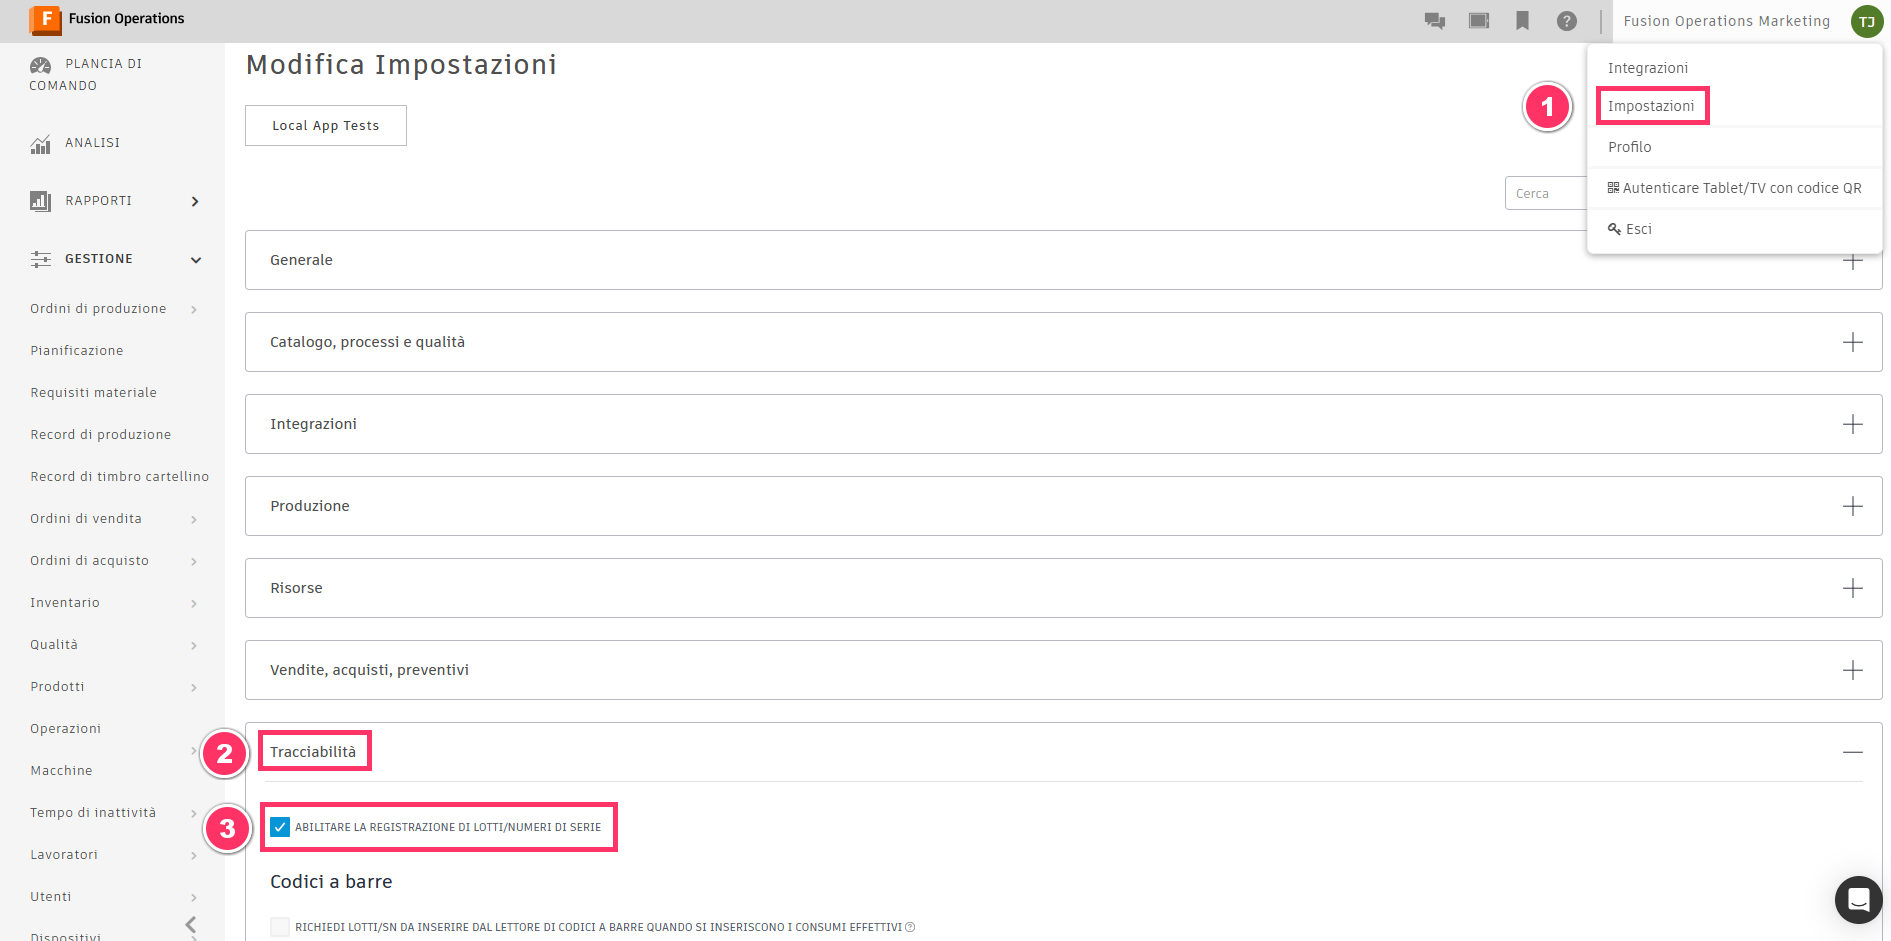 F Fusion Operations
Fusion Operations Marketing
TJ
PLANCIA DI
COMANDO
ANALISI
RAPPORTI
GESTIONE
Ordini di produzione
Pianificazione
Requisiti materiale
Record di produzione
Record di timbro cartellino
Ordini di vendita
Ordini di acquisto
Inventario
Qualità
Prodotti
Operazioni
Macchine
Tempo di inattività
Lavoratori
Utenti
Dispositivi
Modifica Impostazioni
Local App Tests
1
Integrazioni
Impostazioni
Profilo
Autenticare Tablet/TV con codice QR
Esci
Cerca
Generale
Catalogo, processi e qualità
Integrazioni
Produzione
Risorse
Vendite, acquisti, preventivi
2
Tracciabilità
3
ABILITARE LA REGISTRAZIONE DI LOTTI/NUMERI DI SERIE
Codici a barre
RICHIEDI LOTTI/SN DA INSERIRE DAL LETTORE DI CODICI A BARRE QUANDO SI INSERISCONO I CONSUMI EFFETTIVI ?